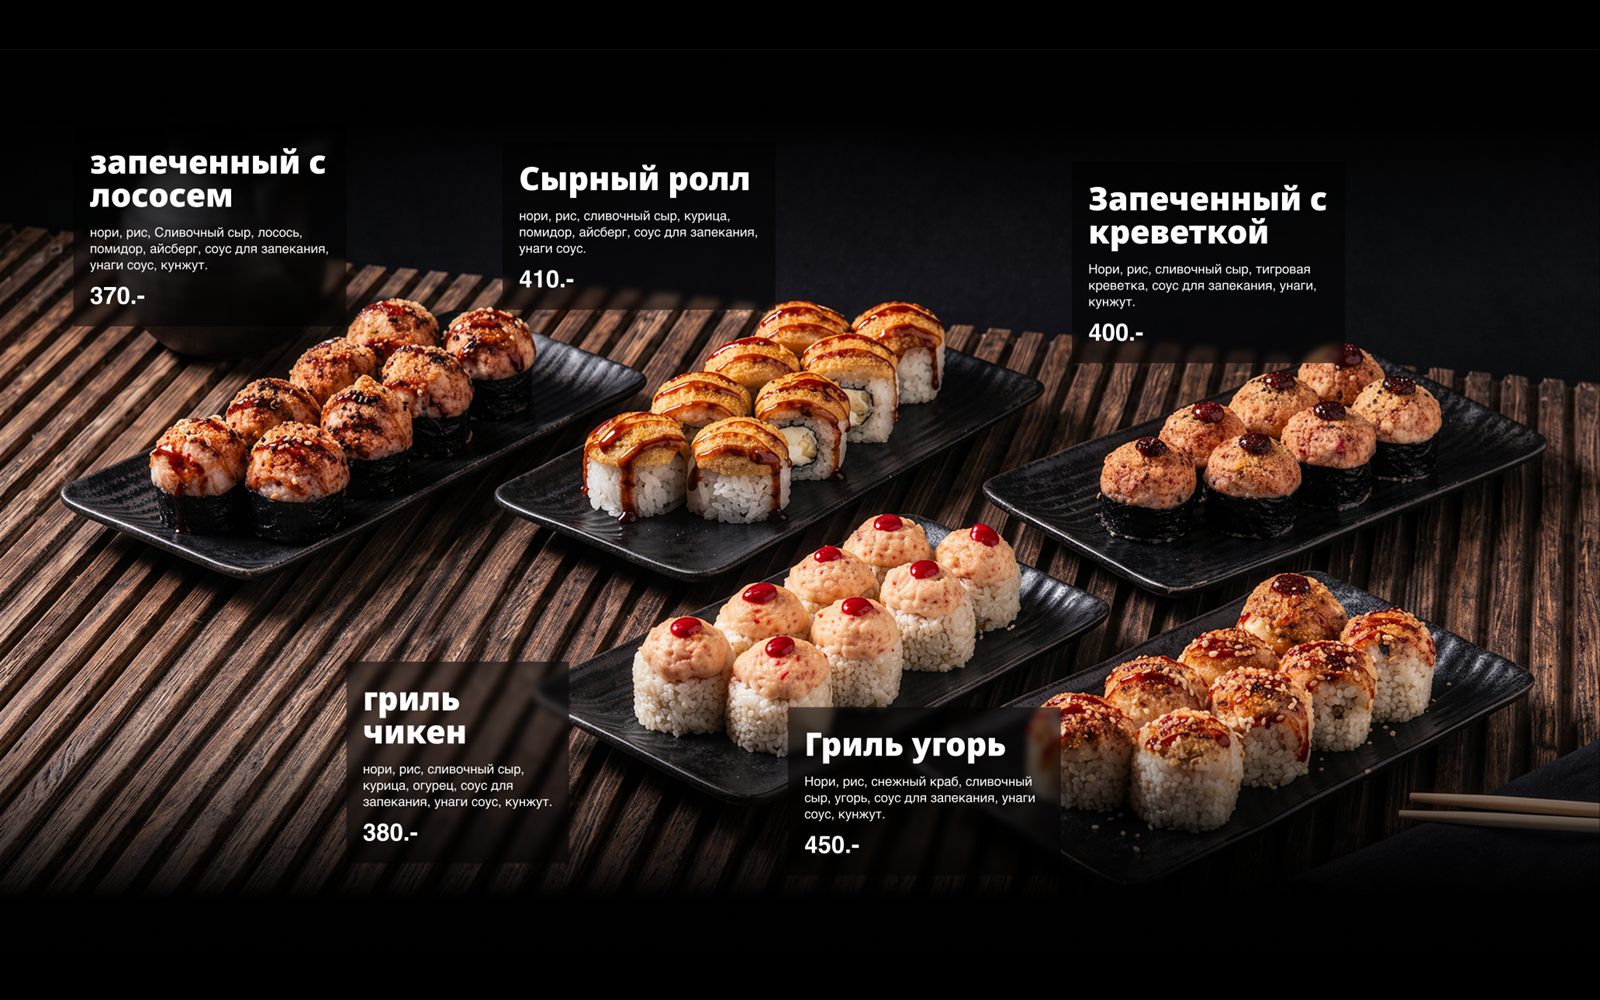 запеченный с
лососем
нори, рис, Сливочный сыр, лосось,
помидор, айсберг, соус для запекания,
унаги соус, кунжут.
370.-
Сырный ролл
нори, рис, сливочный сыр, курица,
помидор, айсберг, соус для запекания,
унаги соус.
410.-
Запеченный с
креветкой
Нори, рис, сливочный сыр, тигровая
креветка, соус для запекания, унаги,
кунжут.
400.-
гриль
чикен
нори, рис, сливочный сыр,
курица, огурец, соус для
запекания, унаги соус, кунжут.
380.-
Гриль угорь
Нори, рис, снежный краб, сливочный
сыр, угорь, соус для запекания, унаги
соус, кунжут.
450.-